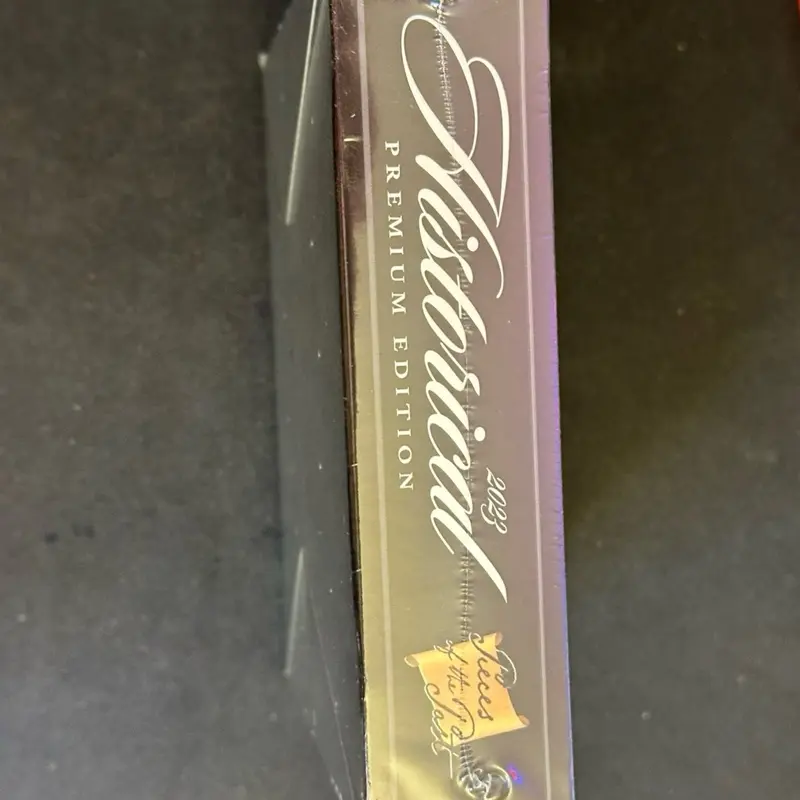 2023
Historical
PREMIUM EDITION
Pieces
of the
Past